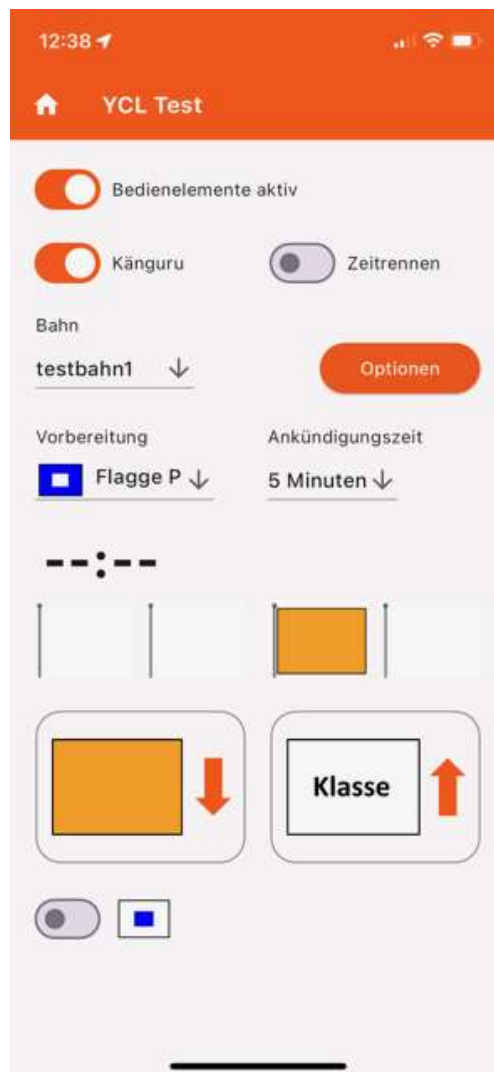 12:38
YCL Test
Bedienelemente aktiv
Känguru
Zeitrennen
Bahn
testbahn1
Optionen
Vorbereitung
Ankündigungszeit
Flagge P
5 Minuten
--:--
Klasse